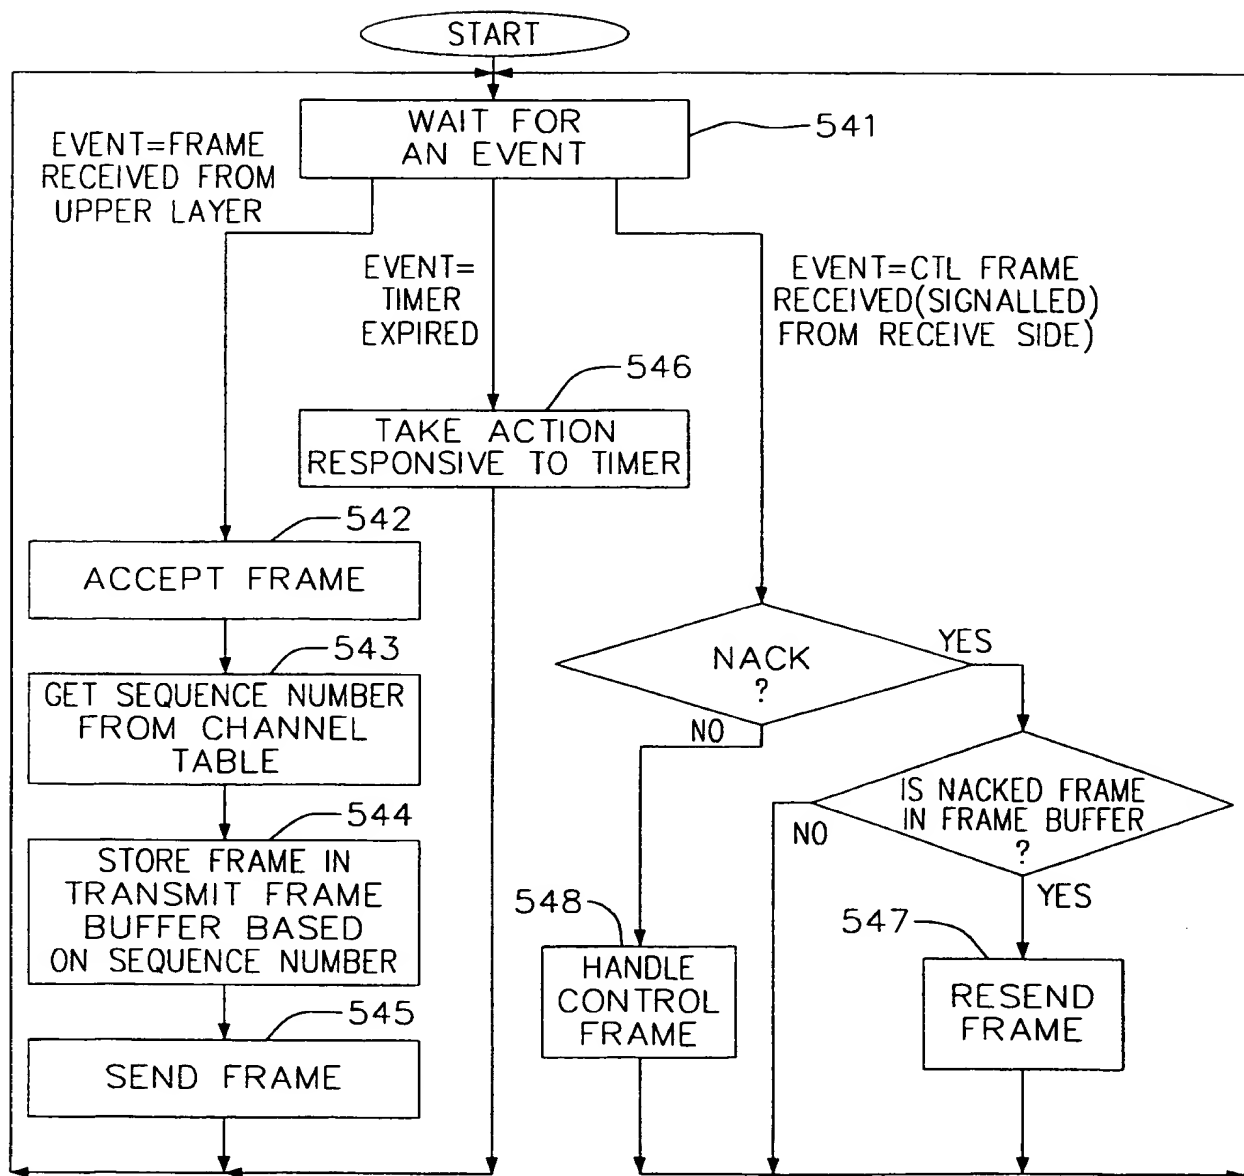 START
WAIT FOR
AN EVENT
541
EVENT=FRAME
RECEIVED FROM
UPPER LAYER
EVENT=
TIMER
EXPIRED
EVENT=CTL FRAME
RECEIVED(SIGNALLED)
FROM RECEIVE SIDE)
546
TAKE ACTION
RESPONSIVE TO TIMER
542
ACCEPT FRAME
543
GET SEQUENCE NUMBER
FROM CHANNEL
TABLE
544
STORE FRAME IN
TRANSMIT FRAME
BUFFER BASED
ON SEQUENCE NUMBER
545
SEND FRAME
NACK
?
YES
NO
IS NACKED FRAME
IN FRAME BUFFER
?
NO
YES
548
HANDLE
CONTROL
FRAME
547
RESEND
FRAME